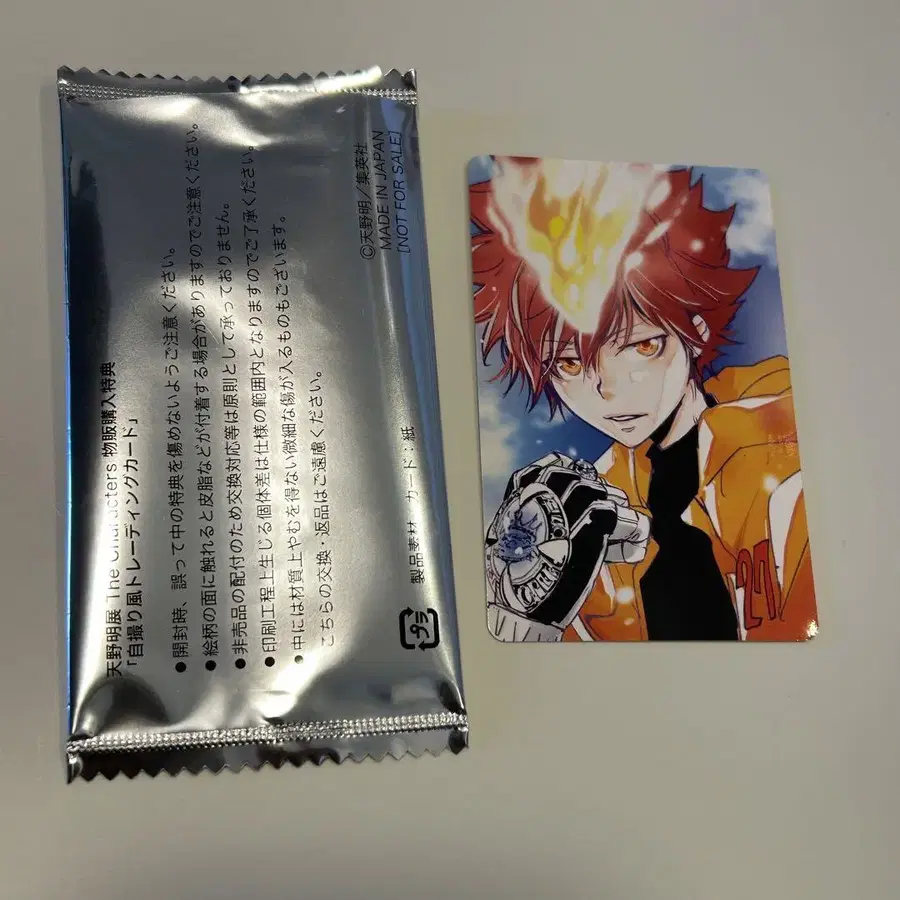 天野明展 The Characters 物販購入特典
「自撮り風トレーディングカード」
●開封時、誤って中の特典を傷めないようご注意ください。
●絵柄の面に触れると皮脂などが付着する場合がありますのでご注意ください。
●非売品の配付のため交換対応等は原則として承っておりません。
●印刷工程上生じる個体差は仕様の範囲内となりますのでご了承ください。
●中には材質上やむを得ない微細な傷が入るものもございます。
こちらの交換・返品はご遠慮ください。
製品素材 カード：紙
プラ
©天野明／集英社
MADE IN JAPAN
[NOT FOR SALE]
27